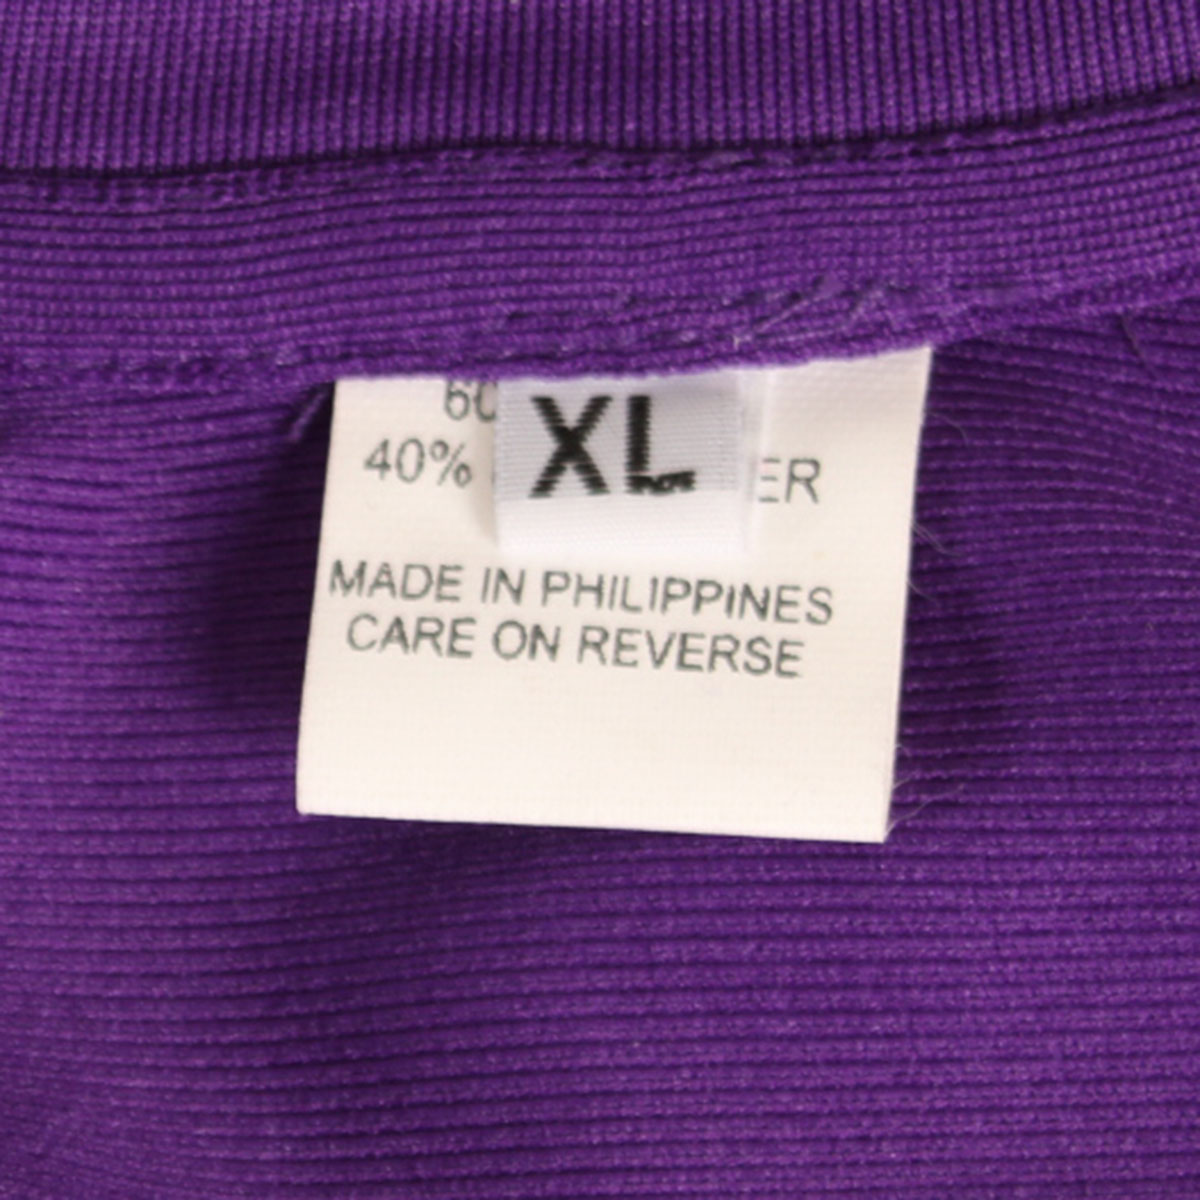 60
XL
40% ER
MADE IN PHILIPPINES
CARE ON REVERSE